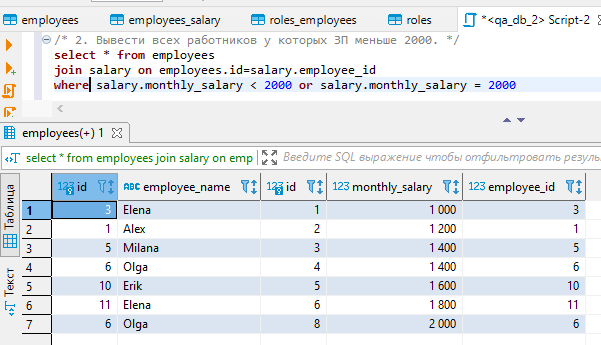 employees employees_salary roles_employees roles *<qa_db_2> Script-2
/* 2. Вывести всех работников у которых ЗП меньше 2000. */
select * from employees
join salary on employees.id=salary.employee_id
where salary.monthly_salary < 2000 or salary.monthly_salary = 2000
employees(+) 1
select * from employees join salary on emp Введите SQL выражение чтобы отфильтровать резуль
Таблица
Текст
123 id ABC employee_name 123 id 123 monthly_salary 123 employee_id
1 3 Elena 1 1 000 3
2 1 Alex 2 1 200 1
3 5 Milana 3 1 400 5
4 6 Olga 4 1 400 6
5 10 Erik 5 1 600 10
6 11 Elena 6 1 800 11
7 6 Olga 8 2 000 6